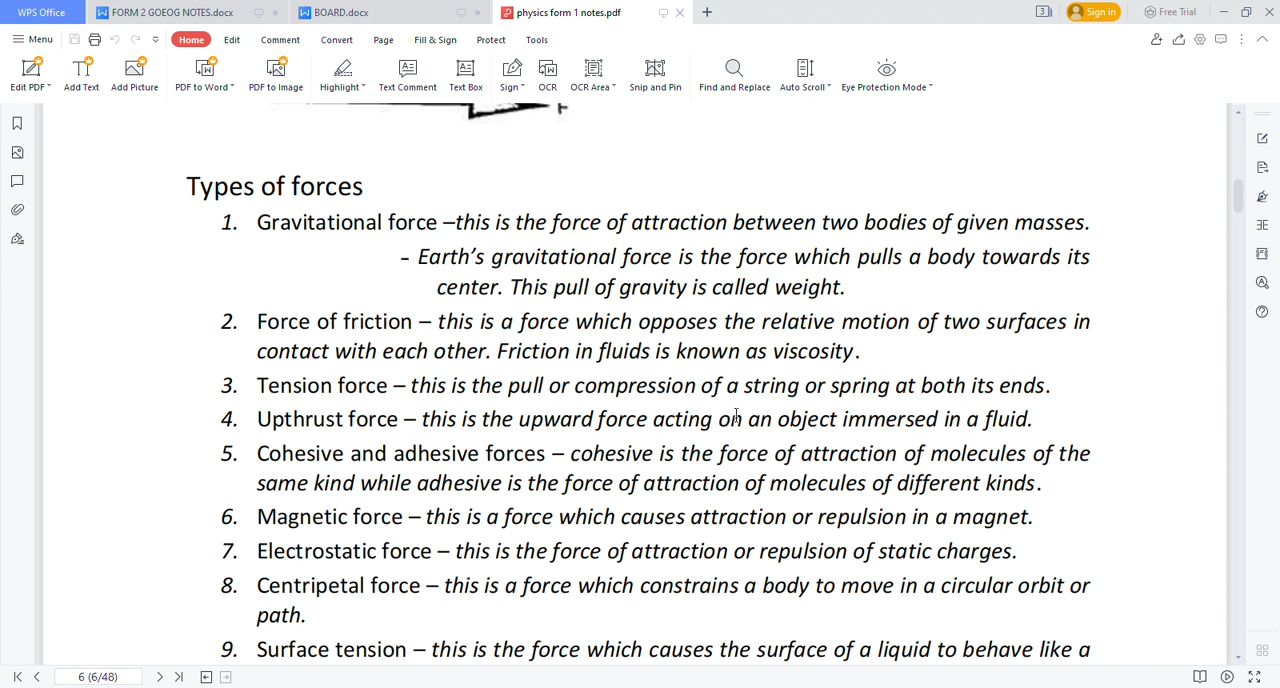 WPS Office
FORM 2 GOEOG NOTES.docx
BOARD.docx
physics form 1 notes.pdf
Sign in
Free Trial
Menu
Home
Edit
Comment
Convert
Page
Fill & Sign
Protect
Tools
Edit PDF
Add Text
Add Picture
PDF to Word
PDF to Image
Highlight
Text Comment
Text Box
Sign
OCR
OCR Area
Snip and Pin
Find and Replace
Auto Scroll
Eye Protection Mode
Types of forces
1. Gravitational force –this is the force of attraction between two bodies of given masses.
- Earth’s gravitational force is the force which pulls a body towards its
center. This pull of gravity is called weight.
2. Force of friction – this is a force which opposes the relative motion of two surfaces in
contact with each other. Friction in fluids is known as viscosity.
3. Tension force – this is the pull or compression of a string or spring at both its ends.
4. Upthrust force – this is the upward force acting on an object immersed in a fluid.
5. Cohesive and adhesive forces – cohesive is the force of attraction of molecules of the
same kind while adhesive is the force of attraction of molecules of different kinds.
6. Magnetic force – this is a force which causes attraction or repulsion in a magnet.
7. Electrostatic force – this is the force of attraction or repulsion of static charges.
8. Centripetal force – this is a force which constrains a body to move in a circular orbit or
path.
9. Surface tension – this is the force which causes the surface of a liquid to behave like a
6 (6/48)